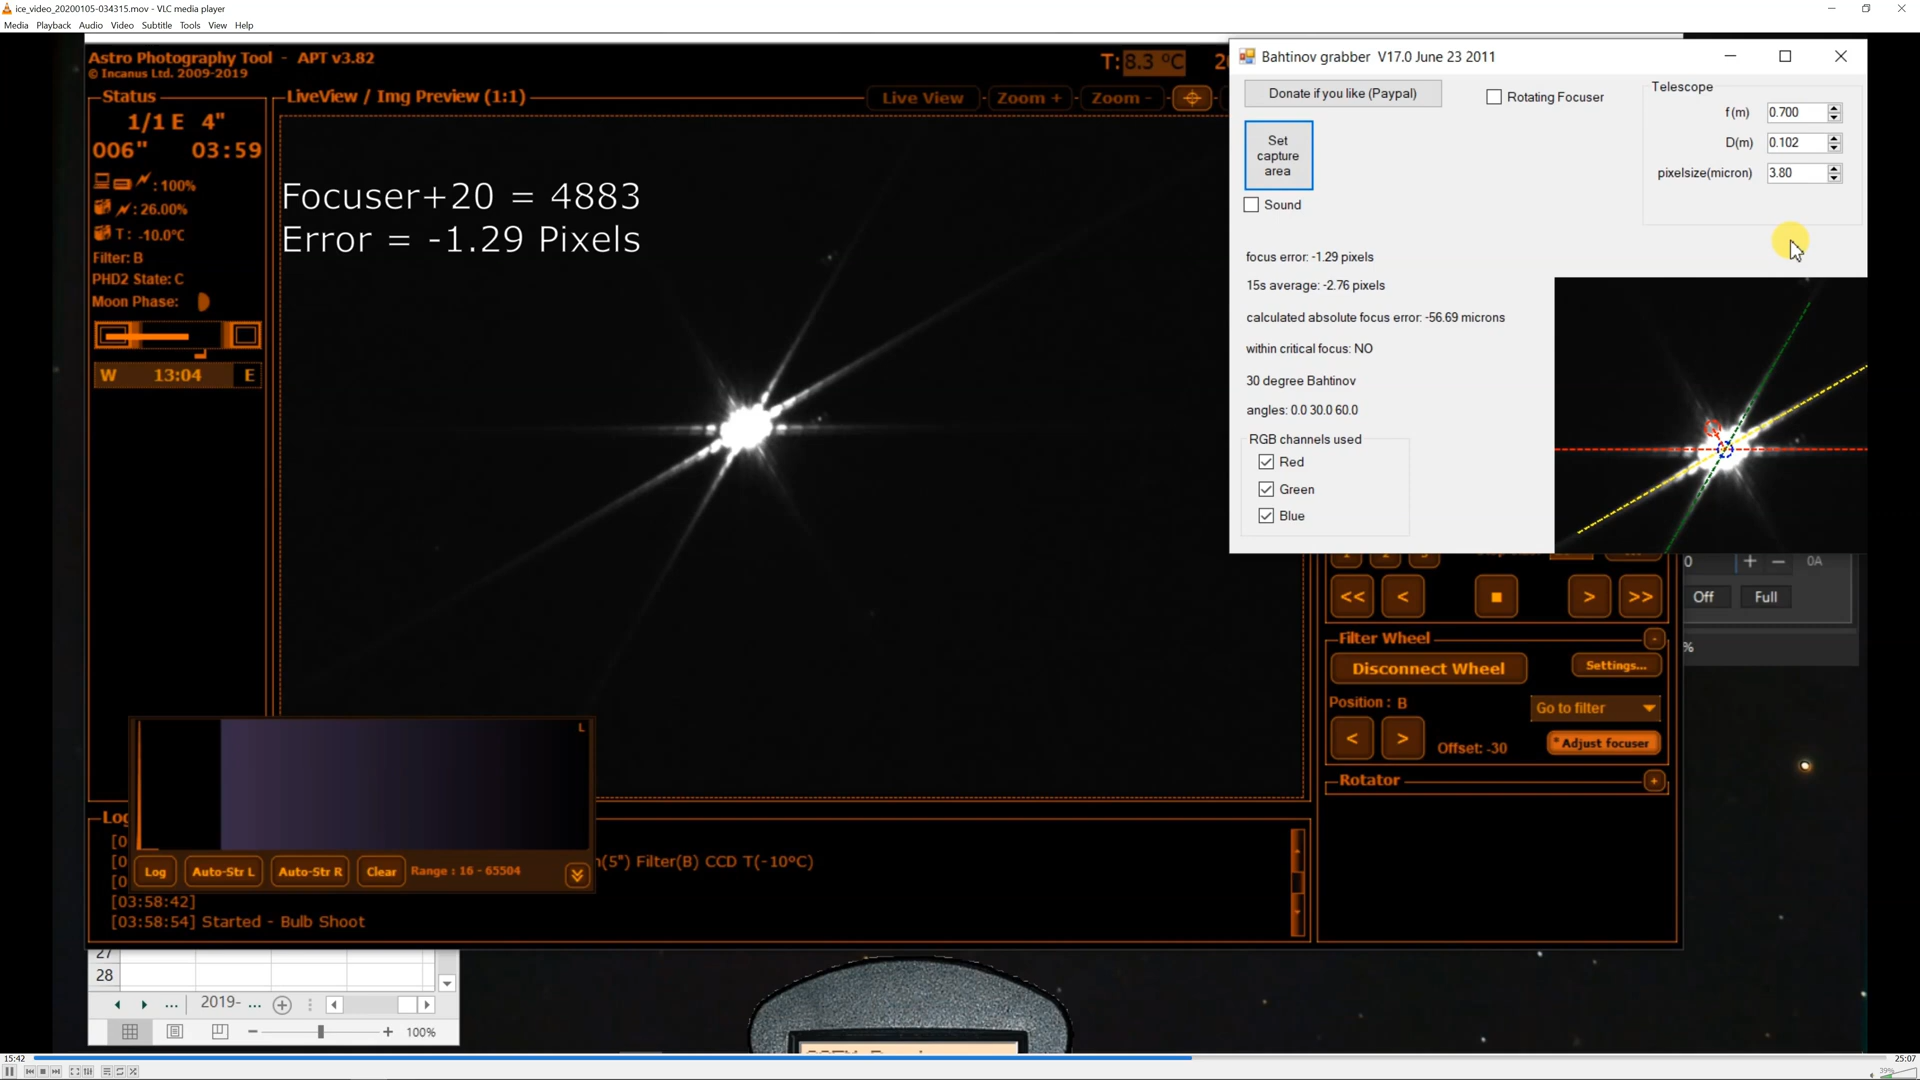 ice_video_20200105-034315.mov - VLC media player
Media Playback Audio Video Subtitle Tools View Help
Astro Photography Tool - APT v3.82
© Incanus Ltd. 2009-2019
T: 8.3 ºC
Status
1/1 E 4"
006" 03:59
: 100%
: 26.00%
T : -10.0ºC
Filter: B
PHD2 State: C
Moon Phase:
W 13:04 E
LiveView / Img Preview (1:1)
Live View Zoom + Zoom -
Focuser+20 = 4883
Error = -1.29 Pixels
Bahtinov grabber V17.0 June 23 2011
Donate if you like (Paypal)
Rotating Focuser
Telescope
f(m) 0.700
D(m) 0.102
pixelsize(micron) 3.80
Set capture area
Sound
focus error: -1.29 pixels
15s average: -2.76 pixels
calculated absolute focus error: -56.69 microns
within critical focus: NO
30 degree Bahtinov
angles: 0.0 30.0 60.0
RGB channels used
Red
Green
Blue
0 + − 0A
<< < > >>
Off Full
%
Filter Wheel -
Disconnect Wheel Settings...
Position : B Go to filter
< > Offset: -30 * Adjust focuser
Rotator +
L
Log Auto-Str L Auto-Str R Clear Range : 16 - 65504
(5") Filter(B) CCD T(-10ºC)
[03:58:42]
[03:58:54] Started - Bulb Shoot
27
28
... 2019- ...
− + 100%
15:42 25:07
39%